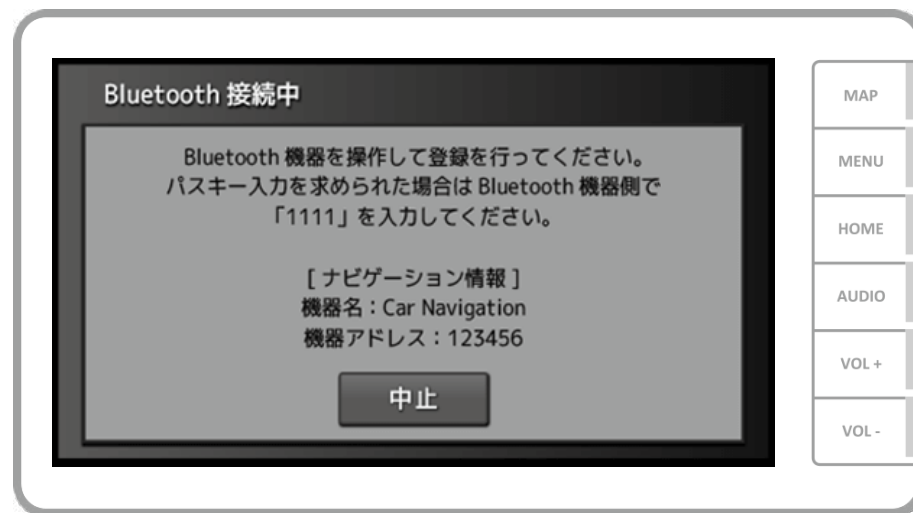 Bluetooth 接続中
Bluetooth 機器を操作して登録を行ってください。
パスキー入力を求められた場合は Bluetooth 機器側で
「1111」を入力してください。
[ ナビゲーション情報 ]
機器名：Car Navigation
機器アドレス：123456
中止
MAP
MENU
HOME
AUDIO
VOL +
VOL -